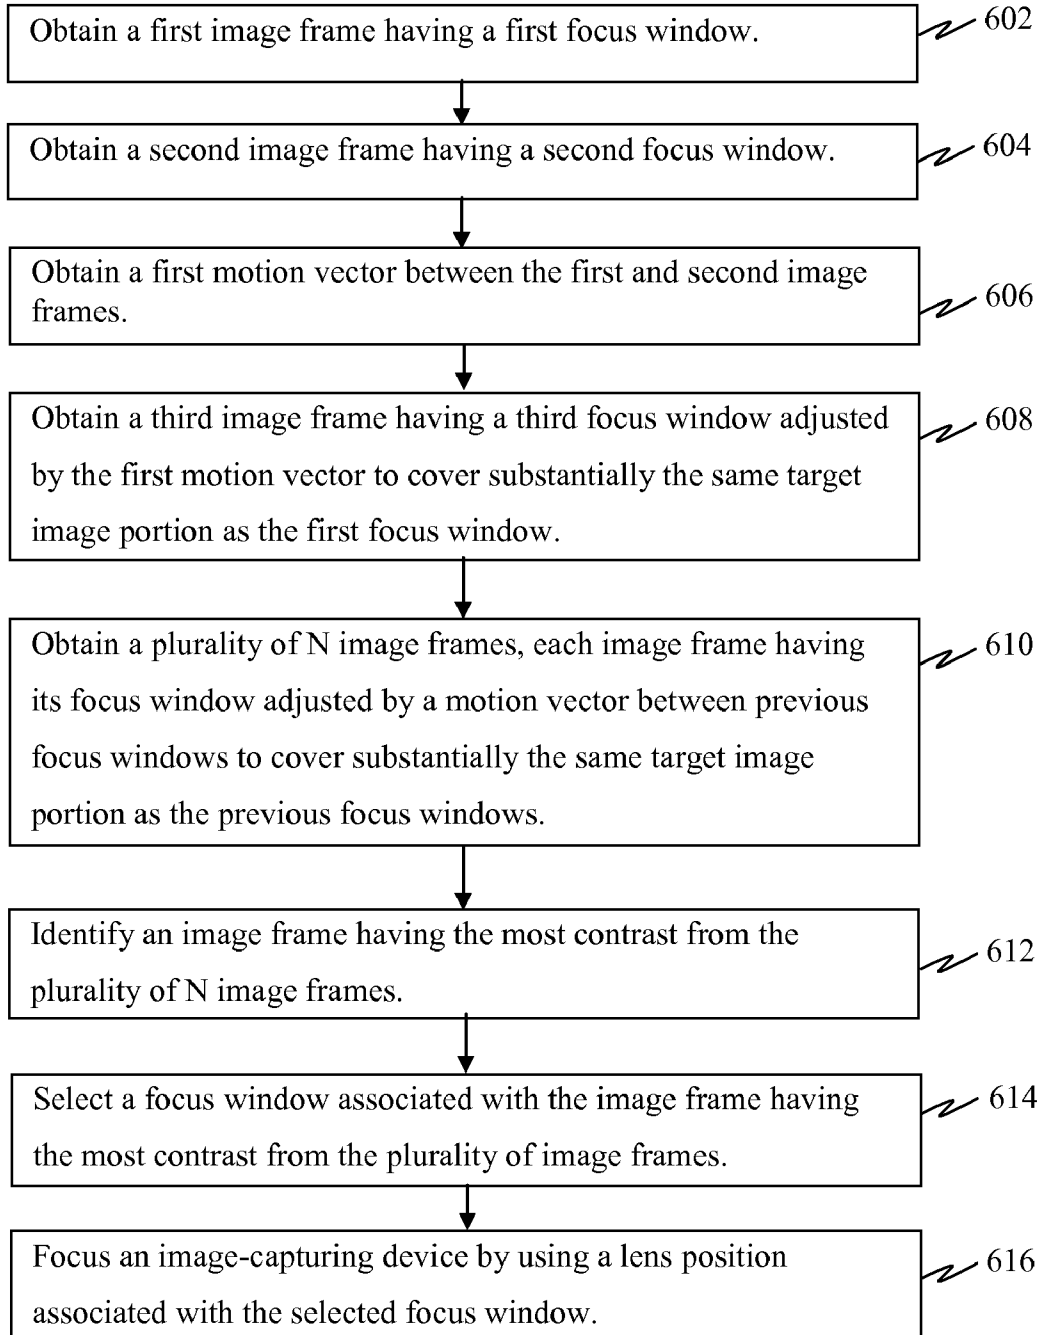 Obtain a first image frame having a first focus window.
602
Obtain a second image frame having a second focus window.
604
Obtain a first motion vector between the first and second image
frames.
606
Obtain a third image frame having a third focus window adjusted
by the first motion vector to cover substantially the same target
image portion as the first focus window.
608
Obtain a plurality of N image frames, each image frame having
its focus window adjusted by a motion vector between previous
focus windows to cover substantially the same target image
portion as the previous focus windows.
610
Identify an image frame having the most contrast from the
plurality of N image frames.
612
Select a focus window associated with the image frame having
the most contrast from the plurality of image frames.
614
Focus an image-capturing device by using a lens position
associated with the selected focus window.
616